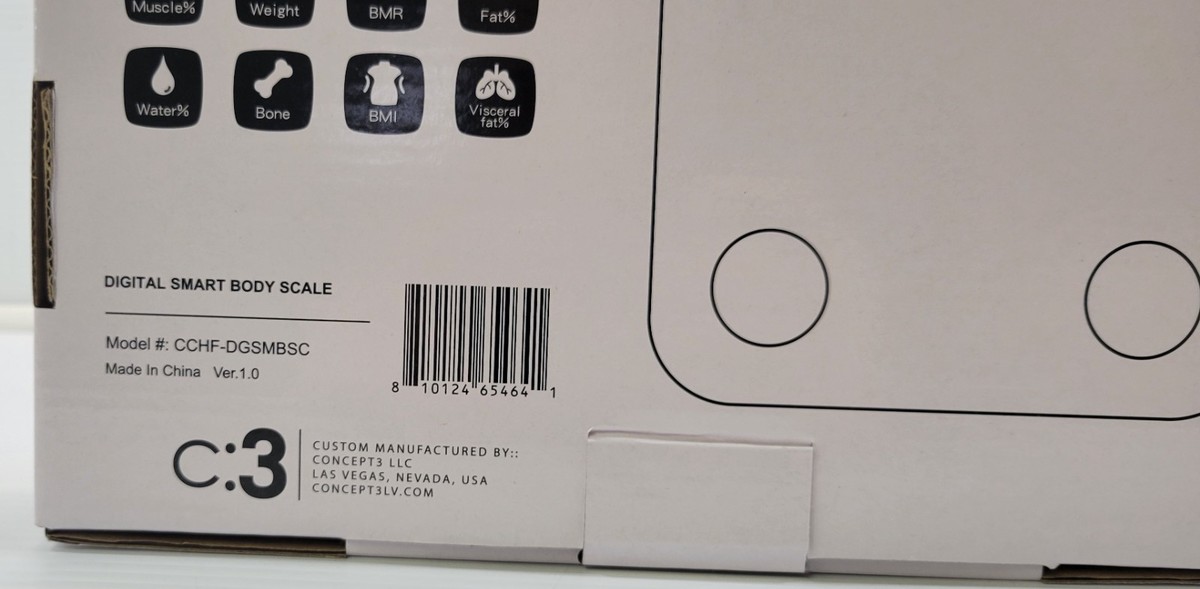 Muscle%
Weight
BMR
Fat%
Water%
Bone
BMI
Visceral
fat%
DIGITAL SMART BODY SCALE
Model #: CCHF-DGSMBSC
Made In China Ver.1.0
8 10124 65464 1
c:3
CUSTOM MANUFACTURED BY::
CONCEPT3 LLC
LAS VEGAS, NEVADA, USA
CONCEPT3LV.COM